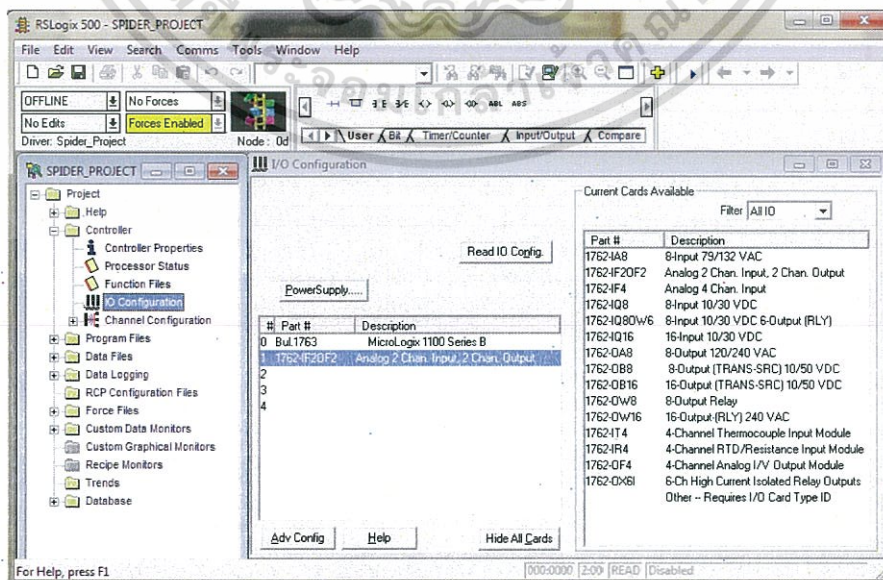 RSLogix 500 - SPIDER_PROJECT
File Edit View Search Comms Tools Window Help
OFFLINE No Forces
No Edits Forces Enabled
Driver: Spider_Project Node : 0d
ABL ABS
User Bit Timer/Counter Input/Output Compare
SPIDER_PROJECT
Project
Help
Controller
Controller Properties
Processor Status
Function Files
IO Configuration
Channel Configuration
Program Files
Data Files
Data Logging
RCP Configuration Files
Force Files
Custom Data Monitors
Custom Graphical Monitors
Recipe Monitors
Trends
Database
I/O Configuration
Read IO Config.
PowerSupply.....
# Part # Description
0 Bul.1763 MicroLogix 1100 Series B
1 1762-IF2OF2 Analog 2 Chan. Input, 2 Chan. Output
2
3
4
Adv Config Help Hide All Cards
Current Cards Available
Filter All IO
Part # Description
1762-IA8 8-Input 79/132 VAC
1762-IF2OF2 Analog 2 Chan. Input, 2 Chan. Output
1762-IF4 Analog 4 Chan. Input
1762-IQ8 8-Input 10/30 VDC
1762-IQ8OW6 8-Input 10/30 VDC 6-Output (RLY)
1762-IQ16 16-Input 10/30 VDC
1762-OA8 8-Output 120/240 VAC
1762-OB8 8-Output (TRANS-SRC) 10/50 VDC
1762-OB16 16-Output (TRANS-SRC) 10/50 VDC
1762-OW8 8-Output Relay
1762-OW16 16-Output (RLY) 240 VAC
1762-IT4 4-Channel Thermocouple Input Module
1762-IR4 4-Channel RTD/Resistance Input Module
1762-OF4 4-Channel Analog I/V Output Module
1762-OX6I 6-Ch High Current Isolated Relay Outputs
Other -- Requires I/O Card Type ID
For Help, press F1
000:0000 2:00 READ Disabled